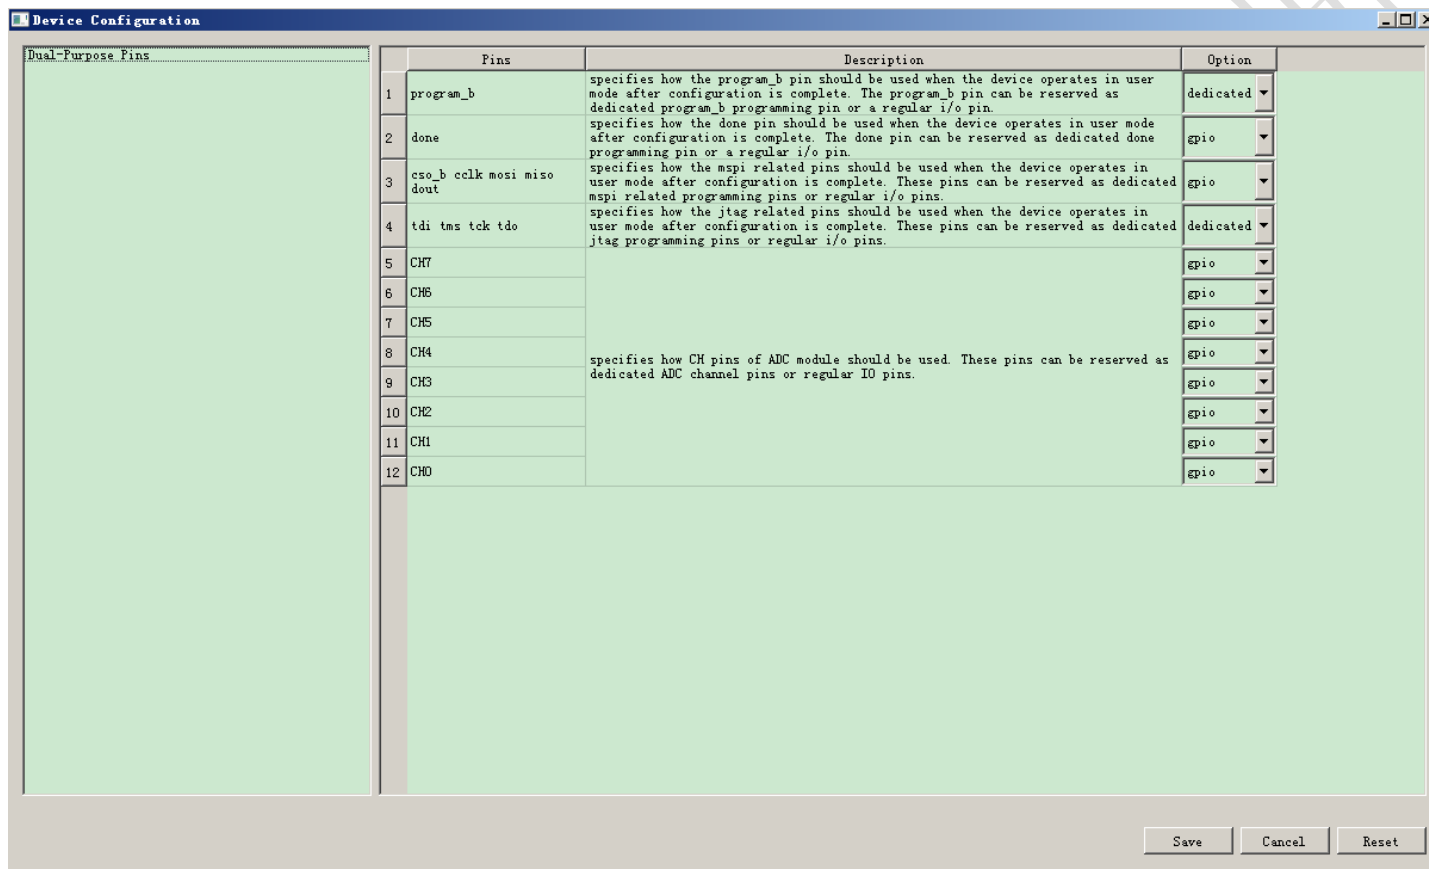 Device Configuration
Dual-Purpose Pins
Pins
Description
Option
1
program_b
specifies how the program_b pin should be used when the device operates in user
mode after configuration is complete. The program_b pin can be reserved as
dedicated program_b programming pin or a regular i/o pin.
dedicated
2
done
specifies how the done pin should be used when the device operates in user mode
after configuration is complete. The done pin can be reserved as dedicated done
programming pin or a regular i/o pin.
gpio
3
cso_b cclk mosi miso
dout
specifies how the mspi related pins should be used when the device operates in
user mode after configuration is complete. These pins can be reserved as dedicated
mspi related programming pins or regular i/o pins.
gpio
4
tdi tms tck tdo
specifies how the jtag related pins should be used when the device operates in
user mode after configuration is complete. These pins can be reserved as dedicated
jtag programming pins or regular i/o pins.
dedicated
5
CH7
gpio
6
CH6
gpio
7
CH5
gpio
8
CH4
gpio
specifies how CH pins of ADC module should be used. These pins can be reserved as
dedicated ADC channel pins or regular IO pins.
9
CH3
gpio
10
CH2
gpio
11
CH1
gpio
12
CH0
gpio
Save
Cancel
Reset